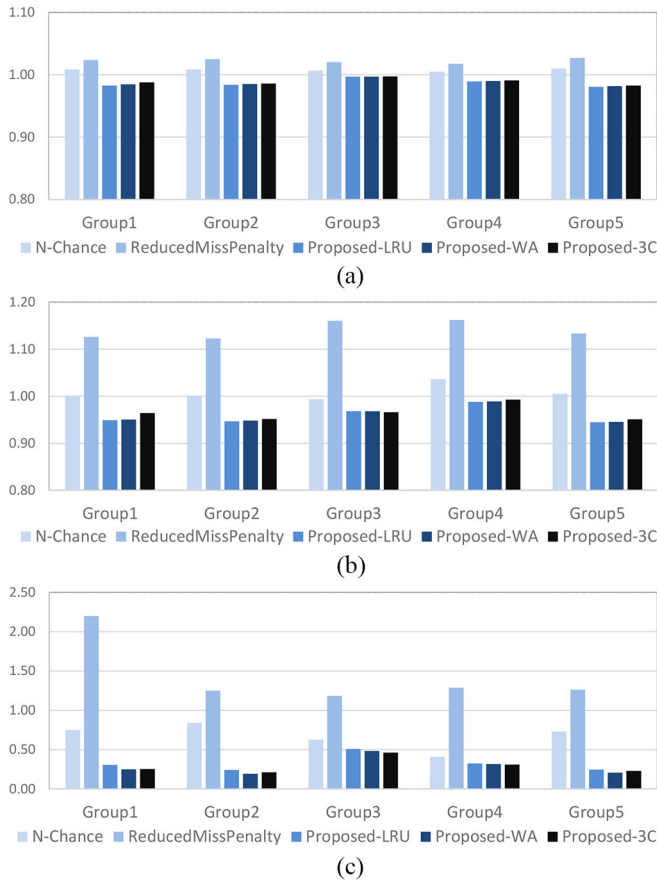 1.10
1.00
0.90
0.80
Group1 Group2 Group3 Group4 Group5
N-Chance ReducedMissPenalty Proposed-LRU Proposed-WA Proposed-3C
(a)
1.20
1.10
1.00
0.90
0.80
Group1 Group2 Group3 Group4 Group5
N-Chance ReducedMissPenalty Proposed-LRU Proposed-WA Proposed-3C
(b)
2.50
2.00
1.50
1.00
0.50
0.00
Group1 Group2 Group3 Group4 Group5
N-Chance ReducedMissPenalty Proposed-LRU Proposed-WA Proposed-3C
(c)